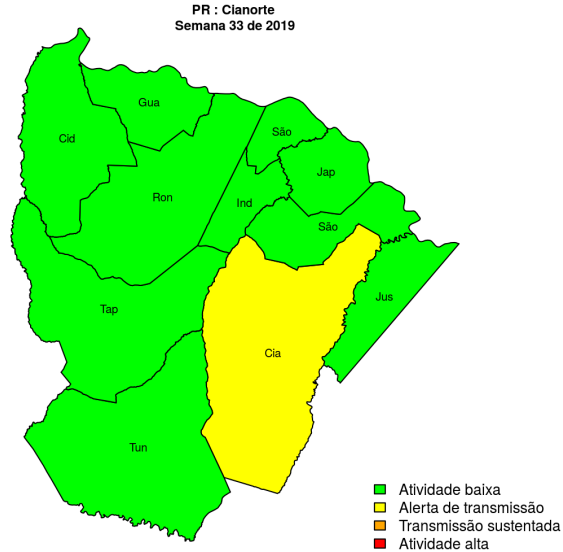 PR : Cianorte
Semana 33 de 2019
Gua
São
Cid
Jap
Ron
Ind
São
Jus
Tap
Cia
Tun
Atividade baixa
Alerta de transmissão
Transmissão sustentada
Atividade alta